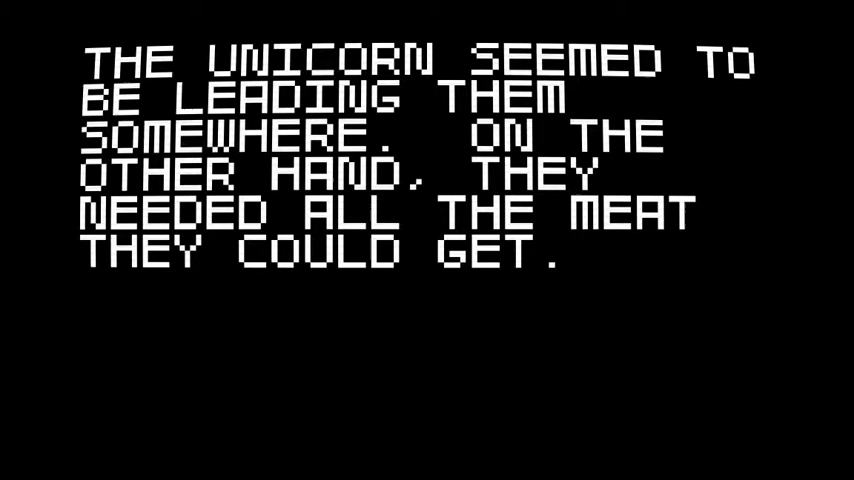 THE UNICORN SEEMED TO
BE LEADING THEM
SOMEWHERE.  ON THE
OTHER HAND, THEY
NEEDED ALL THE MEAT
THEY COULD GET.